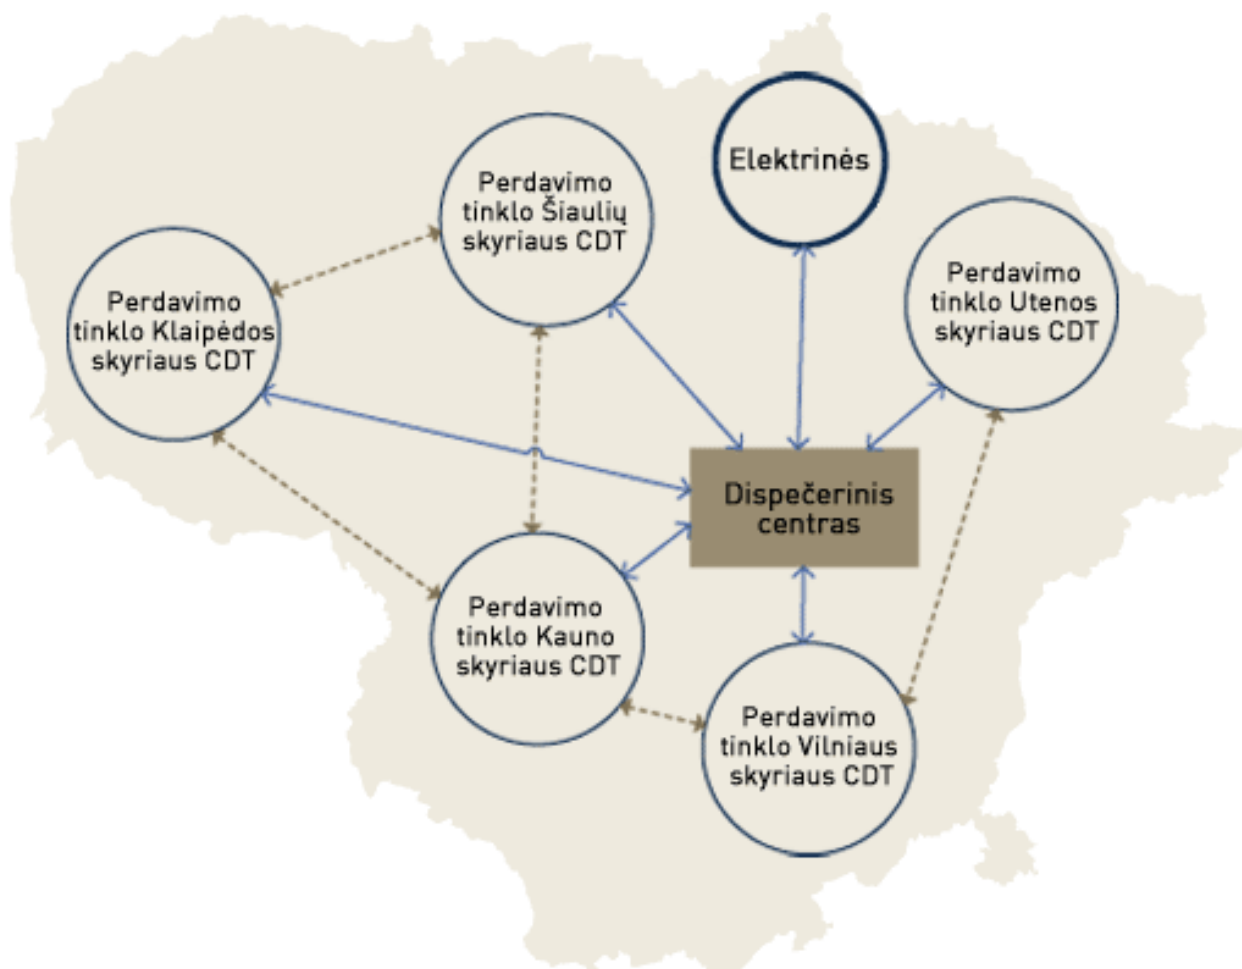 Elektrinės
Perdavimo
tinklo Šiaulių
skyriaus CDT
Perdavimo
tinklo Utenos
skyriaus CDT
Perdavimo
tinklo Klaipėdos
skyriaus CDT
Dispečerinis
centras
Perdavimo
tinklo Kauno
skyriaus CDT
Perdavimo
tinklo Vilniaus
skyriaus CDT